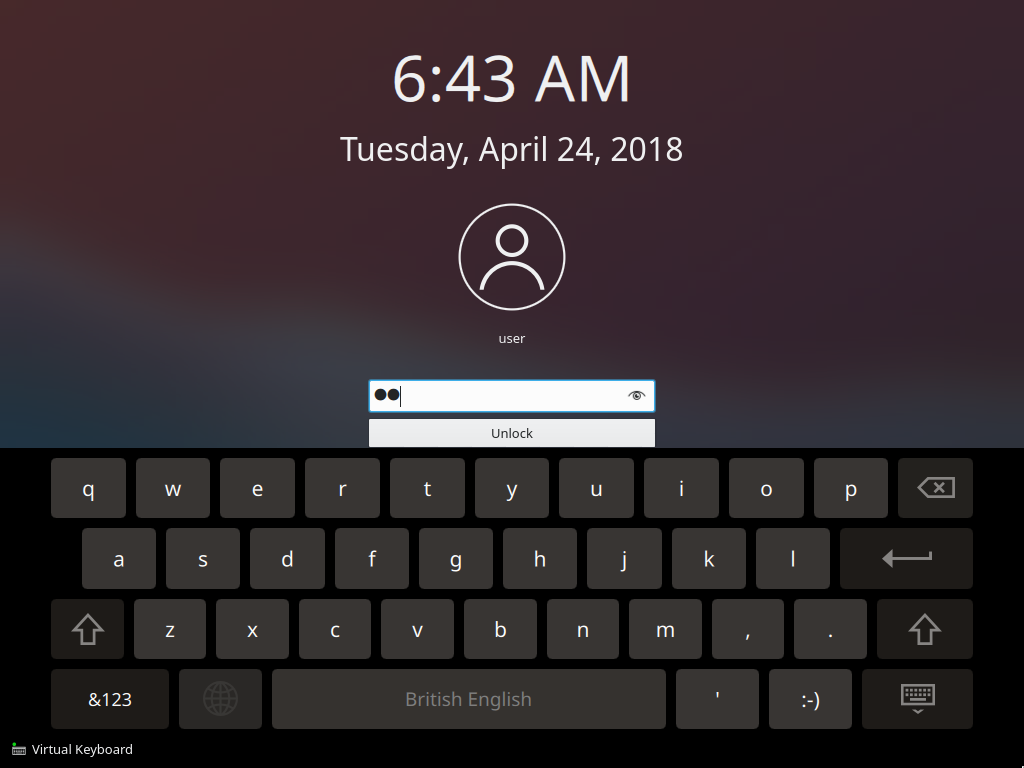 6:43 AM
Tuesday, April 24, 2018
user
Unlock
q w e r t y u i o p
a s d f g h j k l
z x c v b n m , .
&123 British English ' :-)
Virtual Keyboard